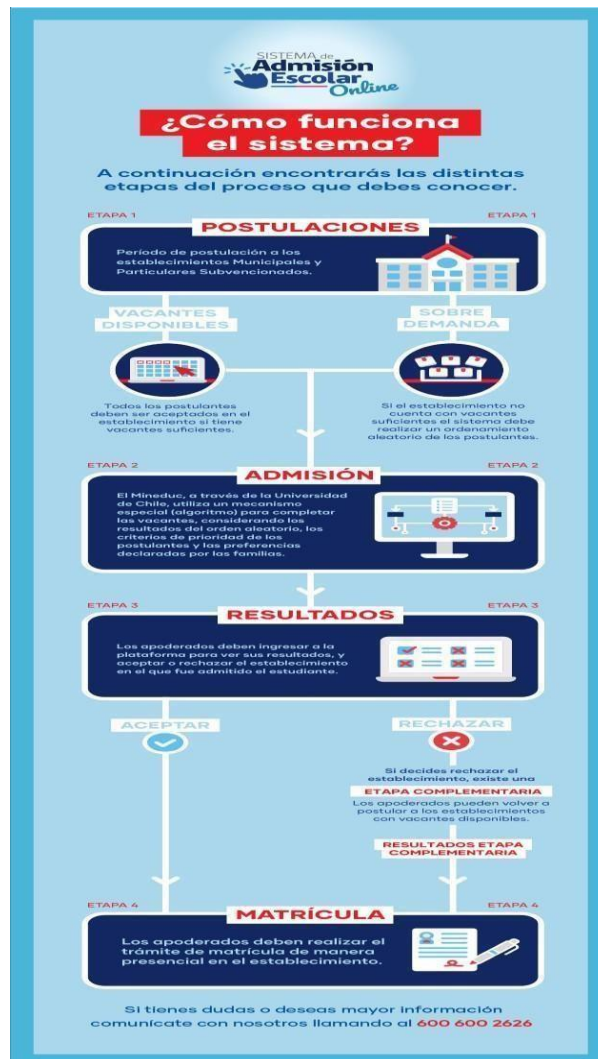 SISTEMA de
Admisión
Escolar
Online
¿Cómo funciona
el sistema?
A continuación encontrarás las distintas
etapas del proceso que debes conocer.
ETAPA 1
ETAPA 1
POSTULACIONES
Período de postulación a los
establecimientos Municipales y
Particulares Subvencionados.
VACANTES
DISPONIBLES
Todos los postulantes
deben ser aceptados en el
establecimiento si tiene
vacantes suficientes.
SOBRE
DEMANDA
Si el establecimiento no
cuenta con vacantes
suficientes el sistema debe
realizar un ordenamiento
aleatorio de los postulantes.
ETAPA 2
ETAPA 2
ADMISIÓN
El Mineduc, a través de la Universidad
de Chile, utiliza un mecanismo
especial (algoritmo) para completar
las vacantes, considerando los
resultados del orden aleatorio, los
criterios de prioridad de los
postulantes y las preferencias
declaradas por las familias.
ETAPA 3
ETAPA 3
RESULTADOS
Los apoderados deben ingresar a la
plataforma para ver sus resultados, y
aceptar o rechazar el establecimiento
en el que fue admitido el estudiante.
ACEPTAR
RECHAZAR
Si decides rechazar el
establecimiento, existe una
ETAPA COMPLEMENTARIA
Los apoderados pueden volver a
postular a los establecimientos
con vacantes disponibles.
RESULTADOS ETAPA
COMPLEMENTARIA
ETAPA 4
ETAPA 4
MATRÍCULA
Los apoderados deben realizar el
trámite de matrícula de manera
presencial en el establecimiento.
Si tienes dudas o deseas mayor información
comunícate con nosotros llamando al 600 600 2626